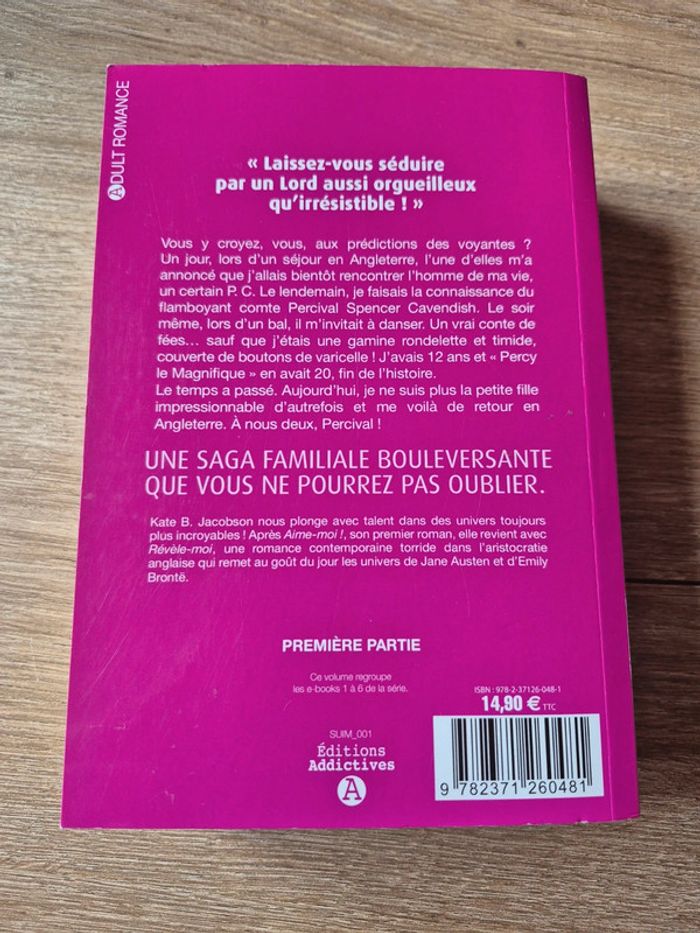 ADULT ROMANCE
« Laissez-vous séduire
par un Lord aussi orgueilleux
qu'irrésistible ! »
Vous y croyez, vous, aux prédictions des voyantes ?
Un jour, lors d'un séjour en Angleterre, l'une d'elles m'a
annoncé que j'allais bientôt rencontrer l'homme de ma vie,
un certain P. C. Le lendemain, je faisais la connaissance du
flamboyant comte Percival Spencer Cavendish. Le soir
même, lors d'un bal, il m'invitait à danser. Un vrai conte de
fées... sauf que j'étais une gamine rondelette et timide,
couverte de boutons de varicelle ! J'avais 12 ans et « Percy
le Magnifique » en avait 20, fin de l'histoire.
Le temps a passé. Aujourd'hui, je ne suis plus la petite fille
impressionnable d'autrefois et me voilà de retour en
Angleterre. À nous deux, Percival !
UNE SAGA FAMILIALE BOULEVERSANTE
QUE VOUS NE POURREZ PAS OUBLIER.
Kate B. Jacobson nous plonge avec talent dans des univers toujours
plus incroyables ! Après Aime-moi !, son premier roman, elle revient avec
Révèle-moi, une romance contemporaine torride dans l'aristocratie
anglaise qui remet au goût du jour les univers de Jane Austen et d'Emily
Brontë.
PREMIÈRE PARTIE
Ce volume regroupe
les e-books 1 à 6 de la série.
SUIM_001
Éditions
Addictives
A
ISBN : 978-2-37126-048-1
14,90 € TTC
9 782371 260481